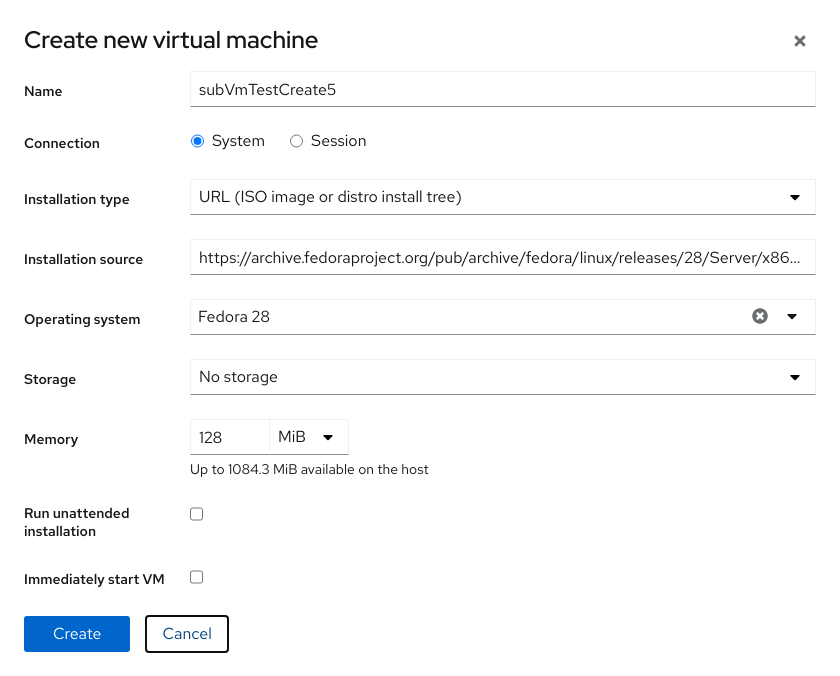 Create new virtual machine
Name
subVmTestCreate5
Connection
System
Session
Installation type
URL (ISO image or distro install tree)
Installation source
https://archive.fedoraproject.org/pub/archive/fedora/linux/releases/28/Server/x86...
Operating system
Fedora 28
Storage
No storage
Memory
128
MiB
Up to 1084.3 MiB available on the host
Run unattended
installation
Immediately start VM
Create
Cancel